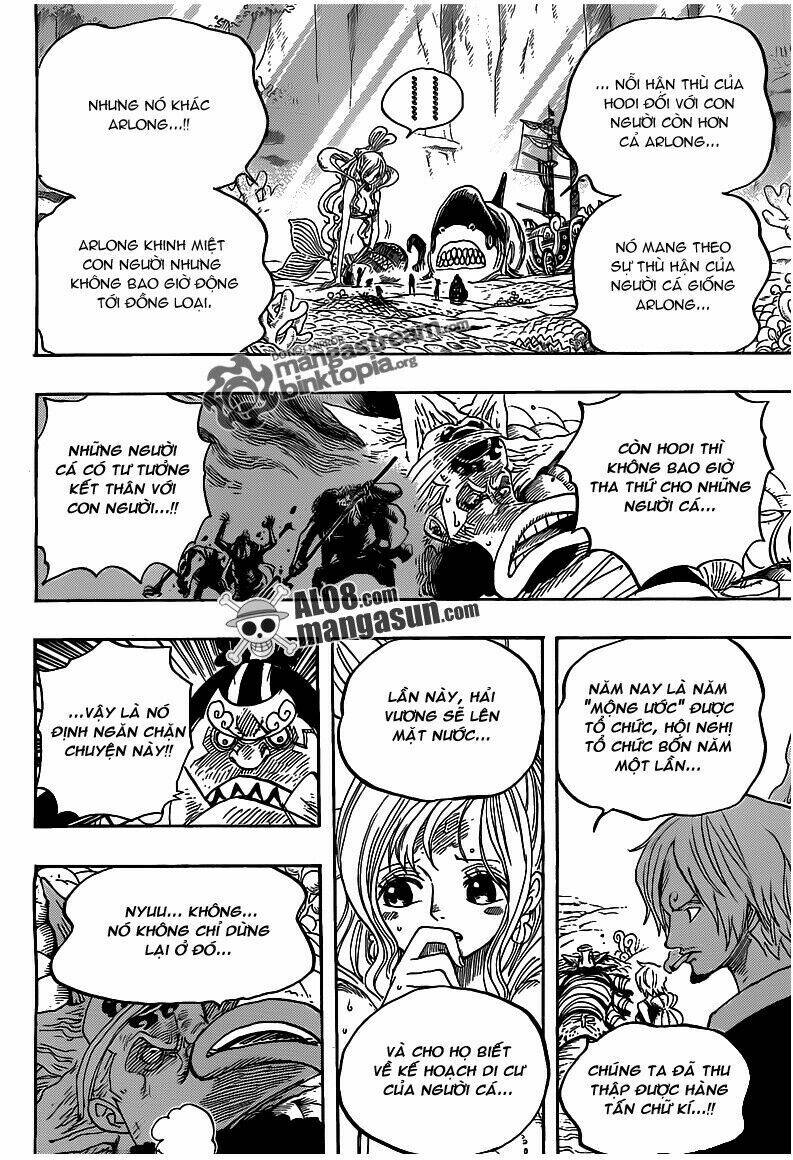 ... NỖI HẬN THÙ CỦA
HODI ĐỐI VỚI CON
NGƯỜI CÒN HƠN
CẢ ARLONG...
NÓ MANG THEO
SỰ THÙ HẬN CỦA
NGƯỜI CÁ GIỐNG
ARLONG...
NHƯNG NÓ KHÁC
ARLONG...!!
ARLONG KHINH MIỆT
CON NGƯỜI NHƯNG
KHÔNG BAO GIỜ ĐỘNG
TỚI ĐỒNG LOẠI.
mangastream.com
binktopia.org
CÒN HODI THÌ
KHÔNG BAO GIỜ
THA THỨ CHO NHỮNG
NGƯỜI CÁ...
NHỮNG NGƯỜI
CÁ CÓ TƯ TƯỞNG
KẾT THÂN VỚI
CON NGƯỜI...!!
ALO8.com
mangasun.com
NĂM NAY LÀ NĂM
"MỘNG ƯỚC" ĐƯỢC
TỔ CHỨC, HỘI NGHỊ
TỔ CHỨC BỐN NĂM
MỘT LẦN...
CHÚNG TA ĐÃ THU
THẬP ĐƯỢC HÀNG
TẤN CHỮ KÍ...!!
LẦN NÀY, HẢI
VƯƠNG SẼ LÊN
MẶT NƯỚC...
VÀ CHO HỌ BIẾT
VỀ KẾ HOẠCH DI CƯ
CỦA NGƯỜI CÁ...
...VẬY LÀ NÓ
ĐỊNH NGĂN CHẶN
CHUYỆN NÀY!!
NYUU... KHÔNG...
NÓ KHÔNG CHỈ DỪNG
LẠI Ở ĐÓ...